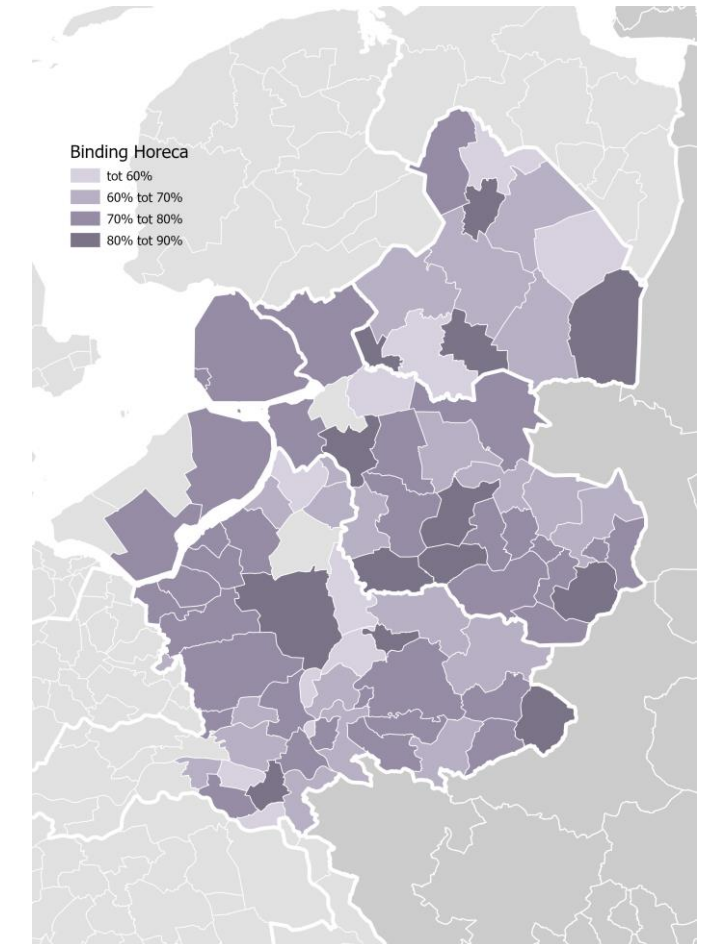 Binding Horeca
tot 60%
60% tot 70%
70% tot 80%
80% tot 90%